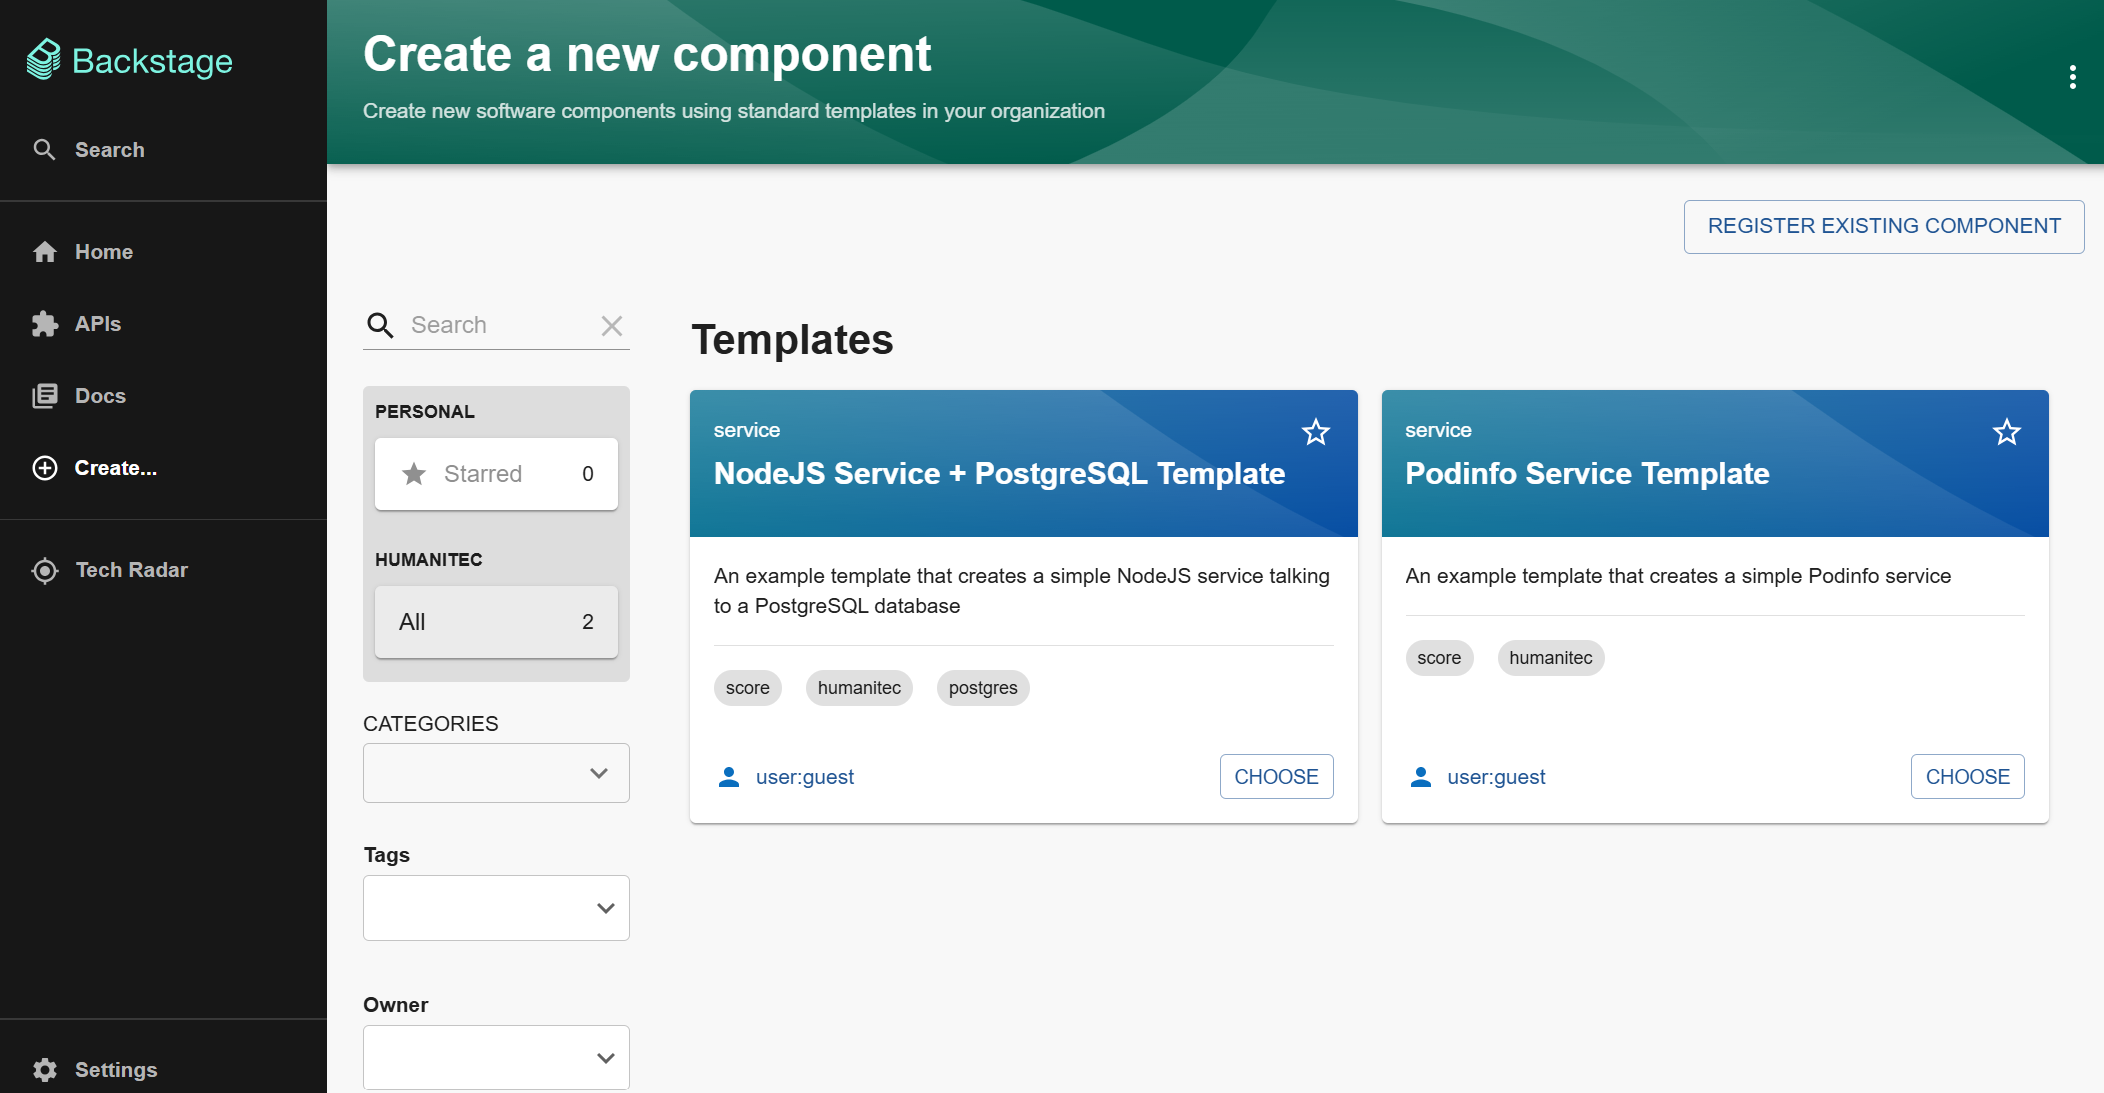 Backstage
Search
Home
APIs
Docs
Create...
Tech Radar
Settings
Create a new component
Create new software components using standard templates in your organization
REGISTER EXISTING COMPONENT
Search
PERSONAL
Starred 0
HUMANITEC
All 2
CATEGORIES
Tags
Owner
Templates
service
NodeJS Service + PostgreSQL Template
An example template that creates a simple NodeJS service talking
to a PostgreSQL database
score humanitec postgres
user:guest CHOOSE
service
Podinfo Service Template
An example template that creates a simple Podinfo service
score humanitec
user:guest CHOOSE